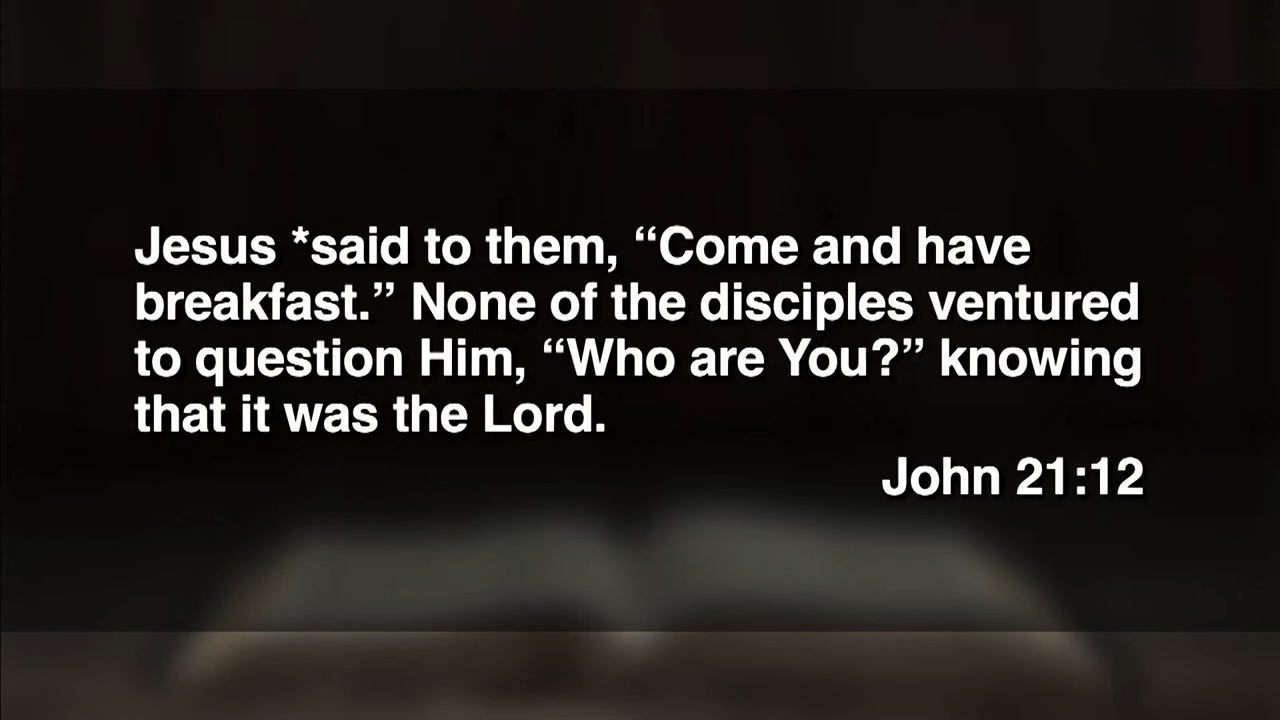 Jesus *said to them, “Come and have
breakfast.” None of the disciples ventured
to question Him, “Who are You?” knowing
that it was the Lord.
John 21:12